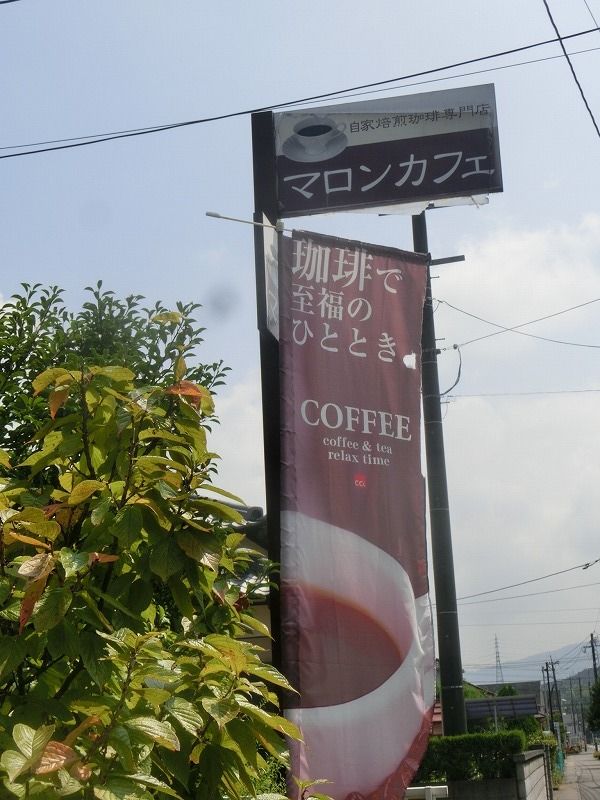 自家焙煎珈琲専門店
マロンカフェ
珈琲で
至福の
ひととき。
COFFEE
coffee & tea
relax time